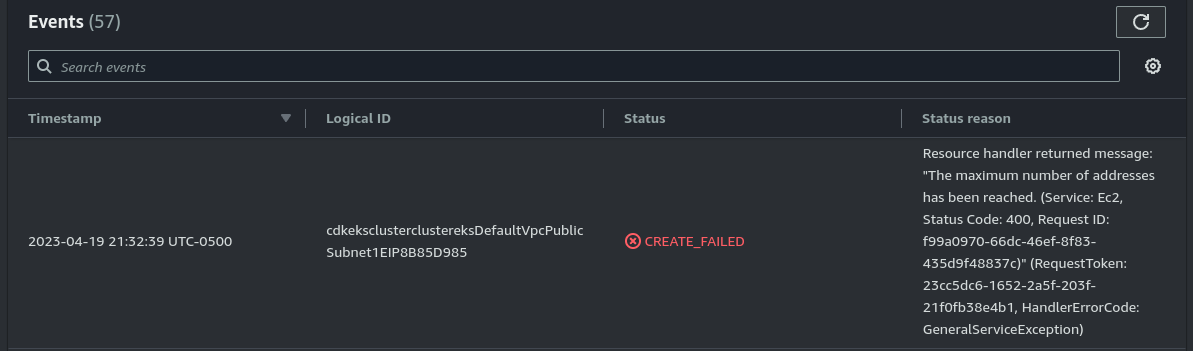 Events (57)
Search events
Timestamp
Logical ID
Status
Status reason
2023-04-19 21:32:39 UTC-0500
cdkeksclusterclustereksDefaultVpcPublic
Subnet1EIP8B85D985
CREATE_FAILED
Resource handler returned message:
"The maximum number of addresses
has been reached. (Service: Ec2,
Status Code: 400, Request ID:
f99a0970-66dc-46ef-8f83-
435d9f48837c)" (RequestToken:
23cc5dc6-1652-2a5f-203f-
21f0fb38e4b1, HandlerErrorCode:
GeneralServiceException)